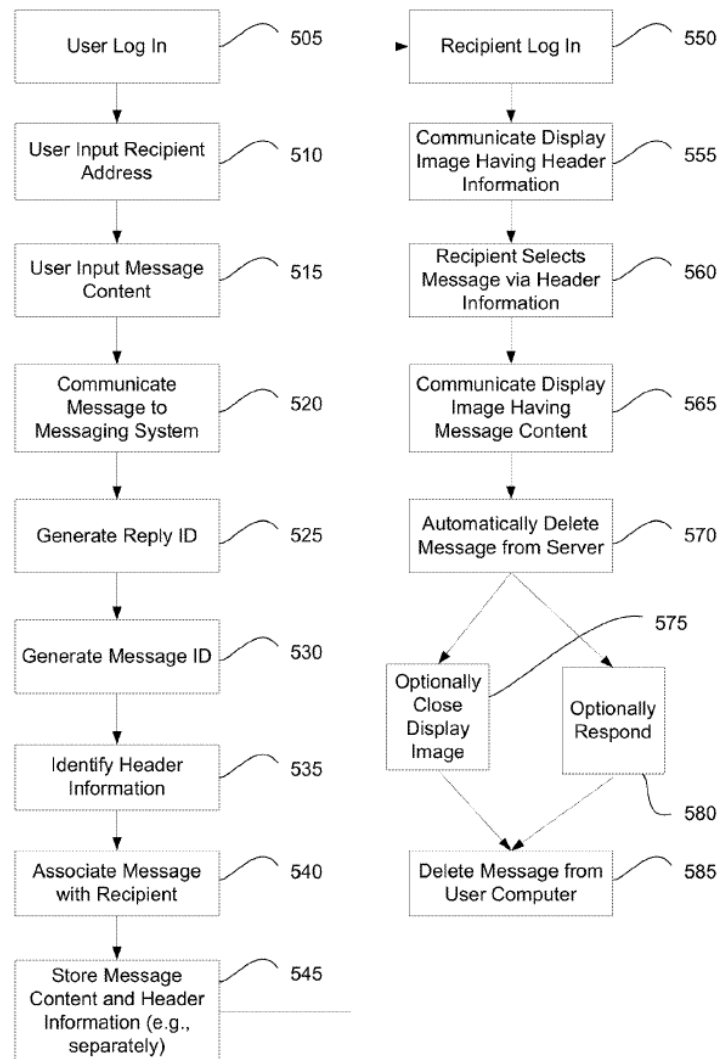 User Log In
505
User Input Recipient
Address
510
User Input Message
Content
515
Communicate
Message to
Messaging System
520
Generate Reply ID
525
Generate Message ID
530
Identify Header
Information
535
Associate Message
with Recipient
540
Store Message
Content and Header
Information (e.g.,
separately)
545
Recipient Log In
550
Communicate Display
Image Having Header
Information
555
Recipient Selects
Message via Header
Information
560
Communicate Display
Image Having
Message Content
565
Automatically Delete
Message from Server
570
Optionally
Close
Display
Image
575
Optionally
Respond
580
Delete Message from
User Computer
585